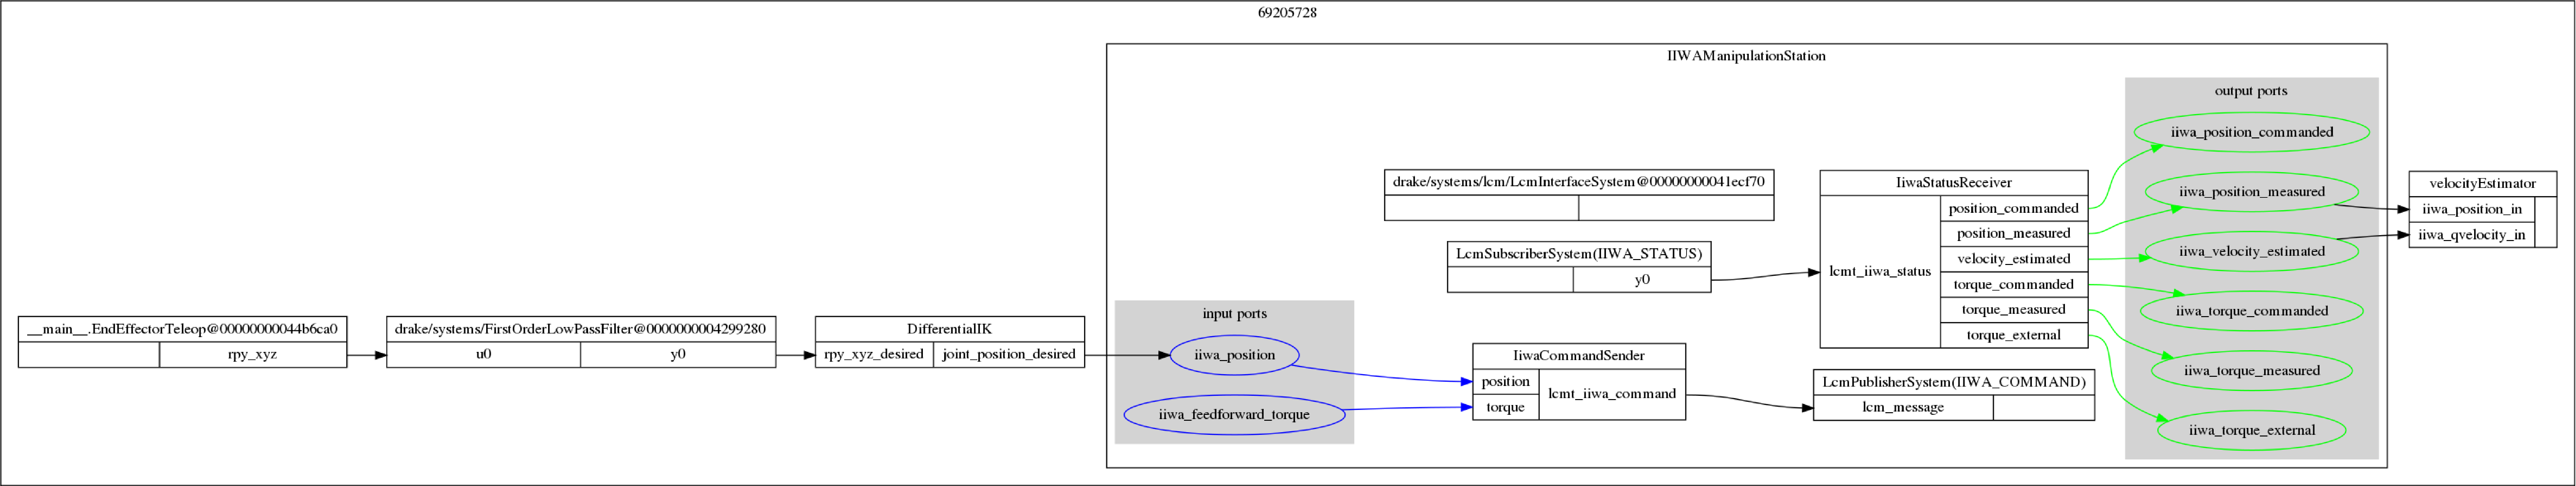 69205728
IIWAManipulationStation
__main__.EndEffectorTeleop@00000000044b6ca0
rpy_xyz
drake/systems/FirstOrderLowPassFilter@0000000004299280
u0
y0
DifferentialIK
rpy_xyz_desired
joint_position_desired
input ports
iiwa_position
iiwa_feedforward_torque
drake/systems/lcm/LcmInterfaceSystem@00000000041ecf70
LcmSubscriberSystem(IIWA_STATUS)
y0
IiwaCommandSender
position
torque
lcmt_iiwa_command
IiwaStatusReceiver
lcmt_iiwa_status
position_commanded
position_measured
velocity_estimated
torque_commanded
torque_measured
torque_external
LcmPublisherSystem(IIWA_COMMAND)
lcm_message
output ports
iiwa_position_commanded
iiwa_position_measured
iiwa_velocity_estimated
iiwa_torque_commanded
iiwa_torque_measured
iiwa_torque_external
velocityEstimator
iiwa_position_in
iiwa_qvelocity_in